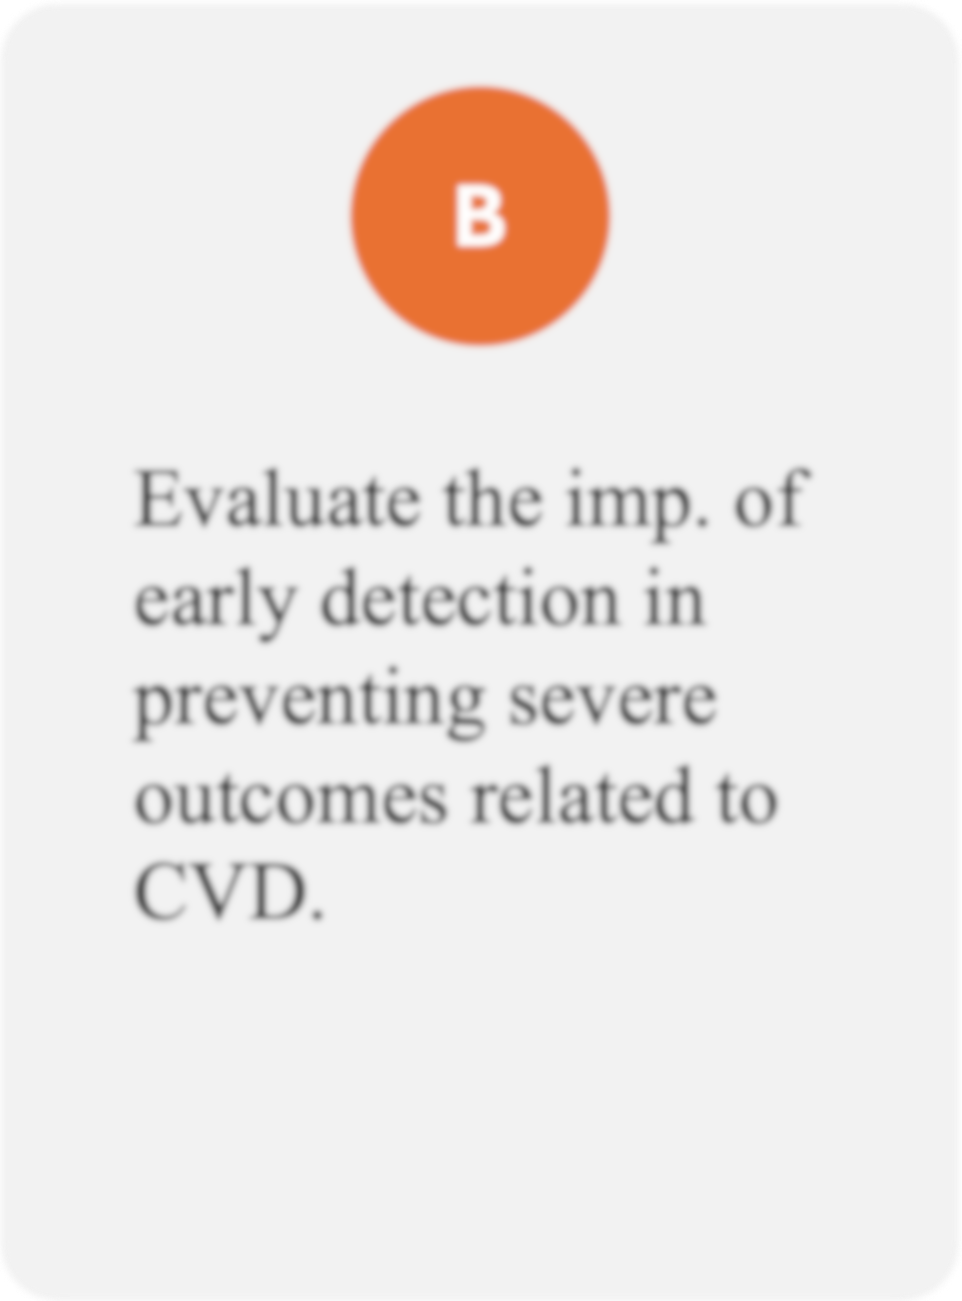 B
Evaluate the imp. of
early detection in
preventing severe
outcomes related to
CVD.